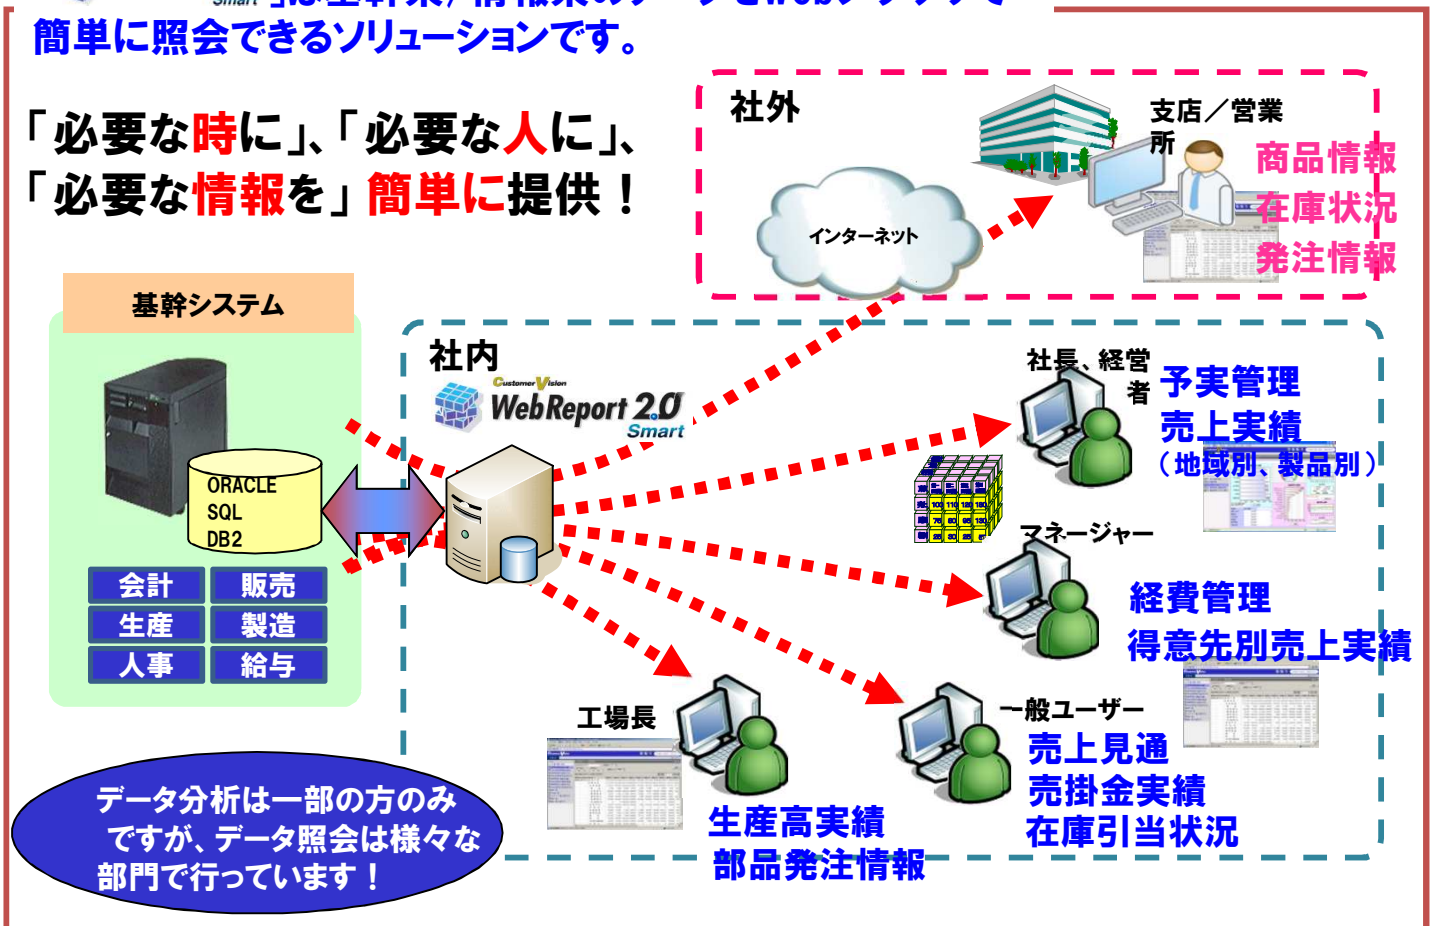 簡単に照会できるソリューションです。
「必要な時に」、「必要な人に」、
「必要な情報を」簡単に提供！
社外
支店／営業
所
商品情報
在庫状況
発注情報
インターネット
基幹システム
ORACLE
SQL
DB2
会計
販売
生産
製造
人事
給与
社内
CustomerVision
WebReport 2.0
Smart
社長、経営
者
予実管理
売上実績
（地域別、製品別）
マネージャー
経費管理
得意先別売上実績
一般ユーザー
売上見通
売掛金実績
在庫引当状況
工場長
生産高実績
部品発注情報
データ分析は一部の方のみ
ですが、データ照会は様々な
部門で行っています！